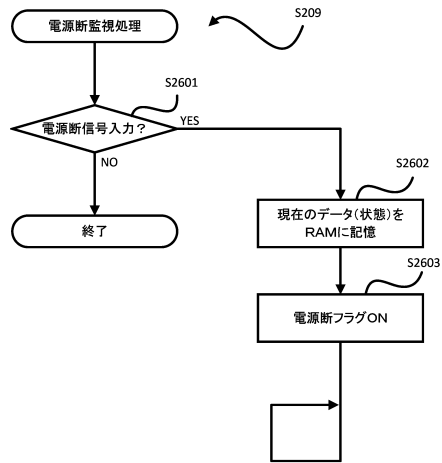 電源断監視処理
S209
S2601
電源断信号入力？
YES
NO
S2602
現在のデータ（状態）を
RAMに記憶
終了
S2603
電源断フラグON